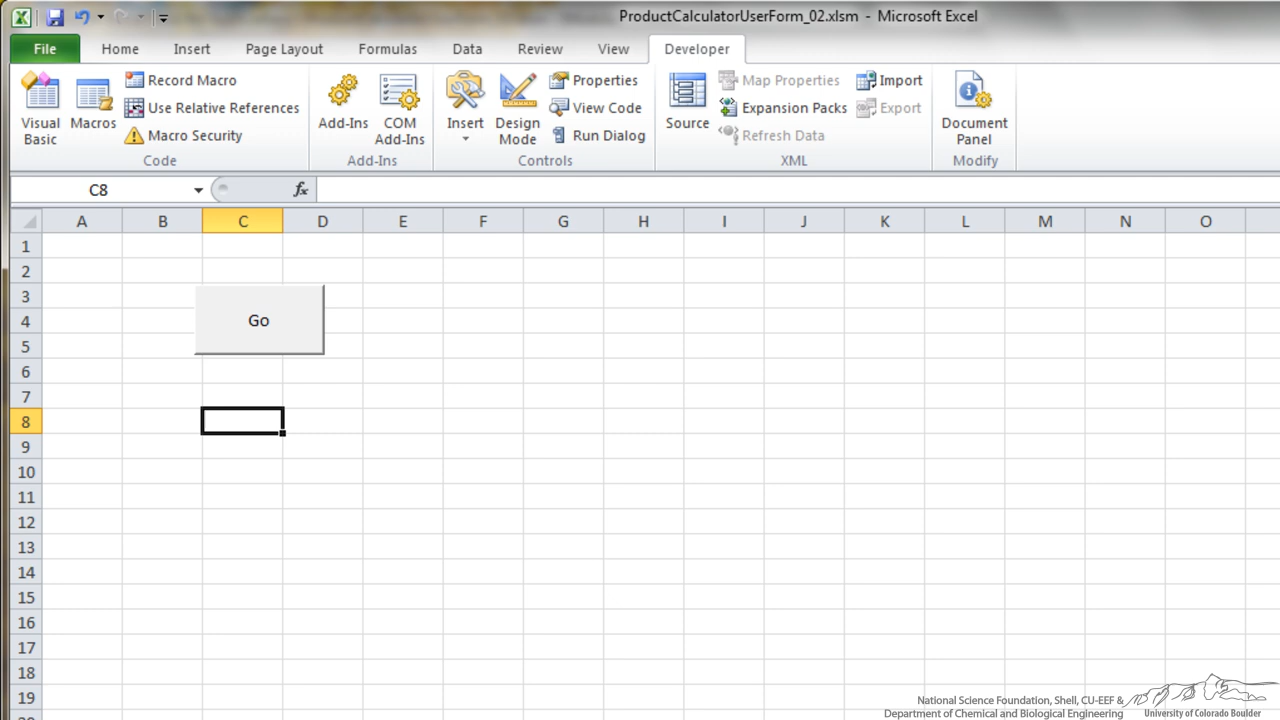 ProductCalculatorUserForm_02.xlsm - Microsoft Excel
File Home Insert Page Layout Formulas Data Review View Developer
Visual Basic
Macros
Record Macro
Use Relative References
Macro Security
Code
Add-Ins
COM Add-Ins
Add-Ins
Insert
Design Mode
Properties
View Code
Run Dialog
Controls
Source
Map Properties
Expansion Packs
Refresh Data
Import
Export
XML
Document Panel
Modify
C8 fx
A B C D E F G H I J K L M N O
1
2
3
4
5
6
7
8
9
10
11
12
13
14
15
16
17
18
19
Go
National Science Foundation, Shell, CU-EEF &
Department of Chemical and Biological Engineering
University of Colorado Boulder